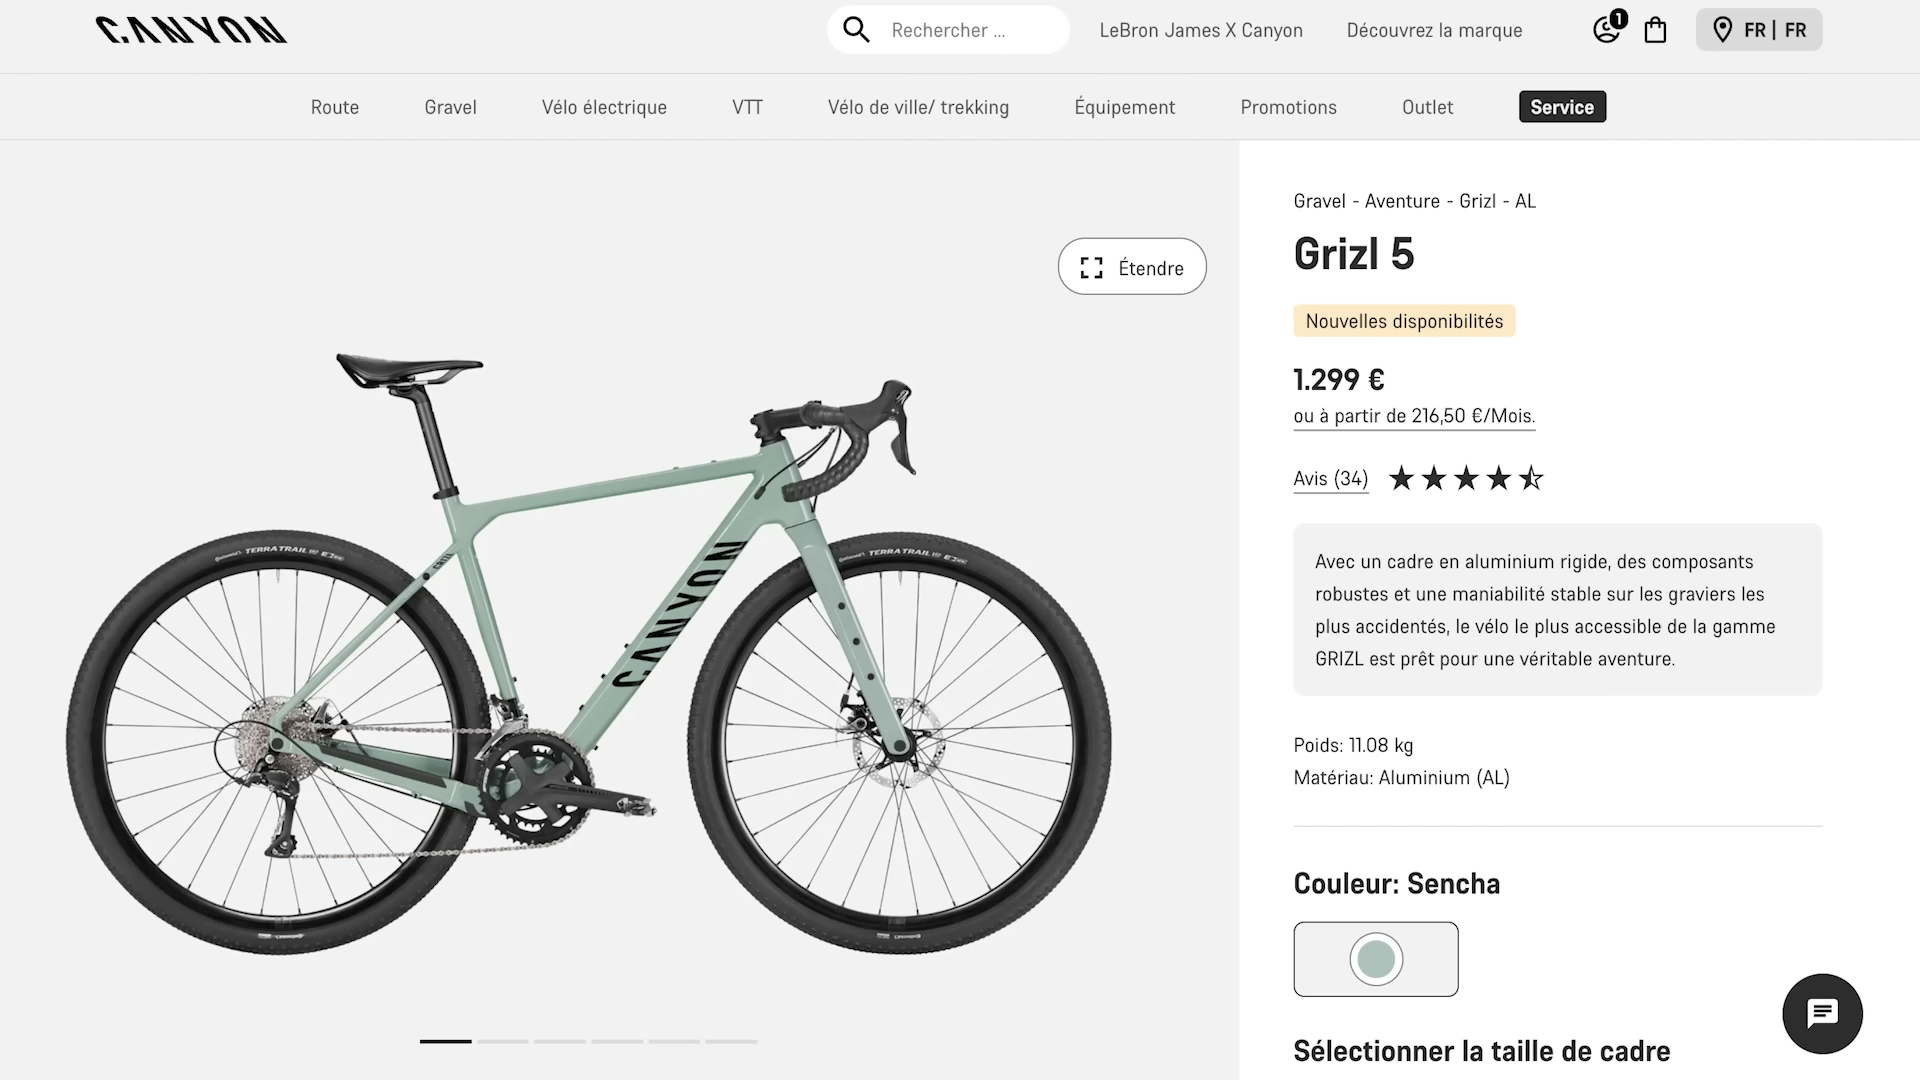 CANYON
Rechercher ...
LeBron James X Canyon
Découvrez la marque
1
FR | FR
Route
Gravel
Vélo électrique
VTT
Vélo de ville/ trekking
Équipement
Promotions
Outlet
Service
Étendre
TERRA TRAIL
TERRA TRAIL
GRIZL
CANYON
Gravel - Aventure - Grizl - AL
Grizl 5
Nouvelles disponibilités
1.299 €
ou à partir de 216,50 €/Mois.
Avis (34)
Avec un cadre en aluminium rigide, des composants
robustes et une maniabilité stable sur les graviers les
plus accidentés, le vélo le plus accessible de la gamme
GRIZL est prêt pour une véritable aventure.
Poids: 11.08 kg
Matériau: Aluminium (AL)
Couleur: Sencha
Sélectionner la taille de cadre